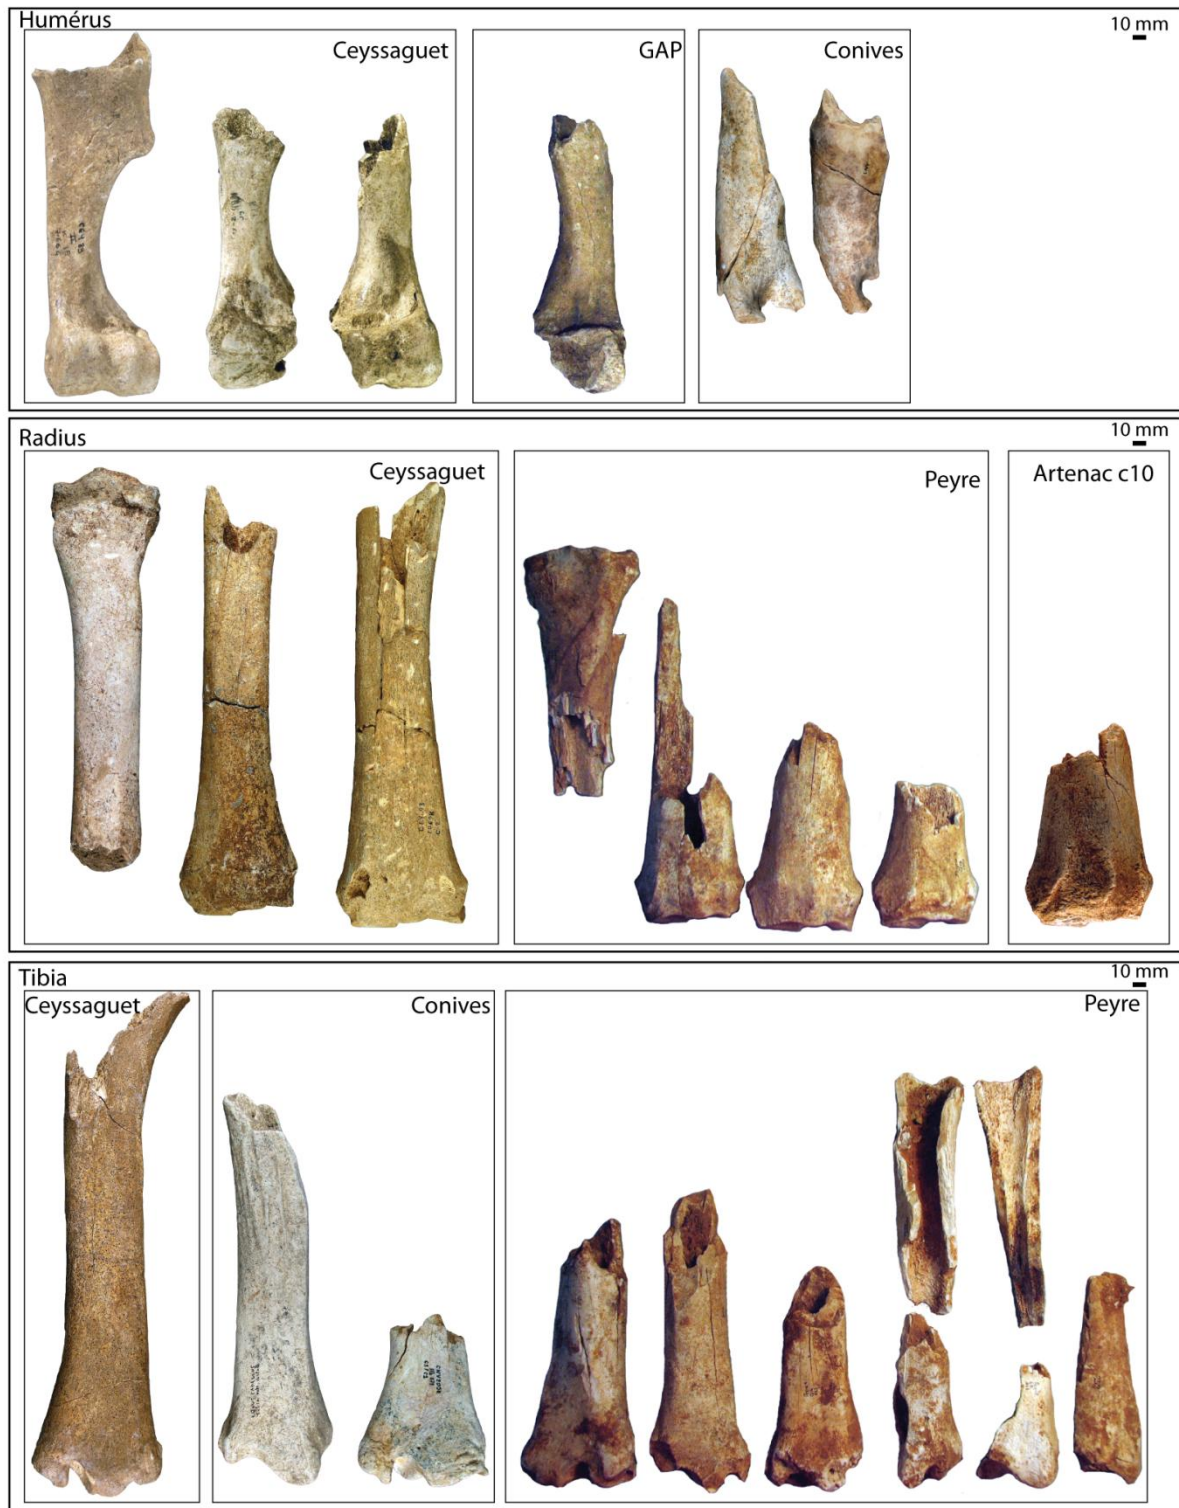 Humérus
10 mm
Ceyssaguet
GAP
Conives
Radius
10 mm
Ceyssaguet
Peyre
Artenac c10
Tibia
10 mm
Ceyssaguet
Conives
Peyre